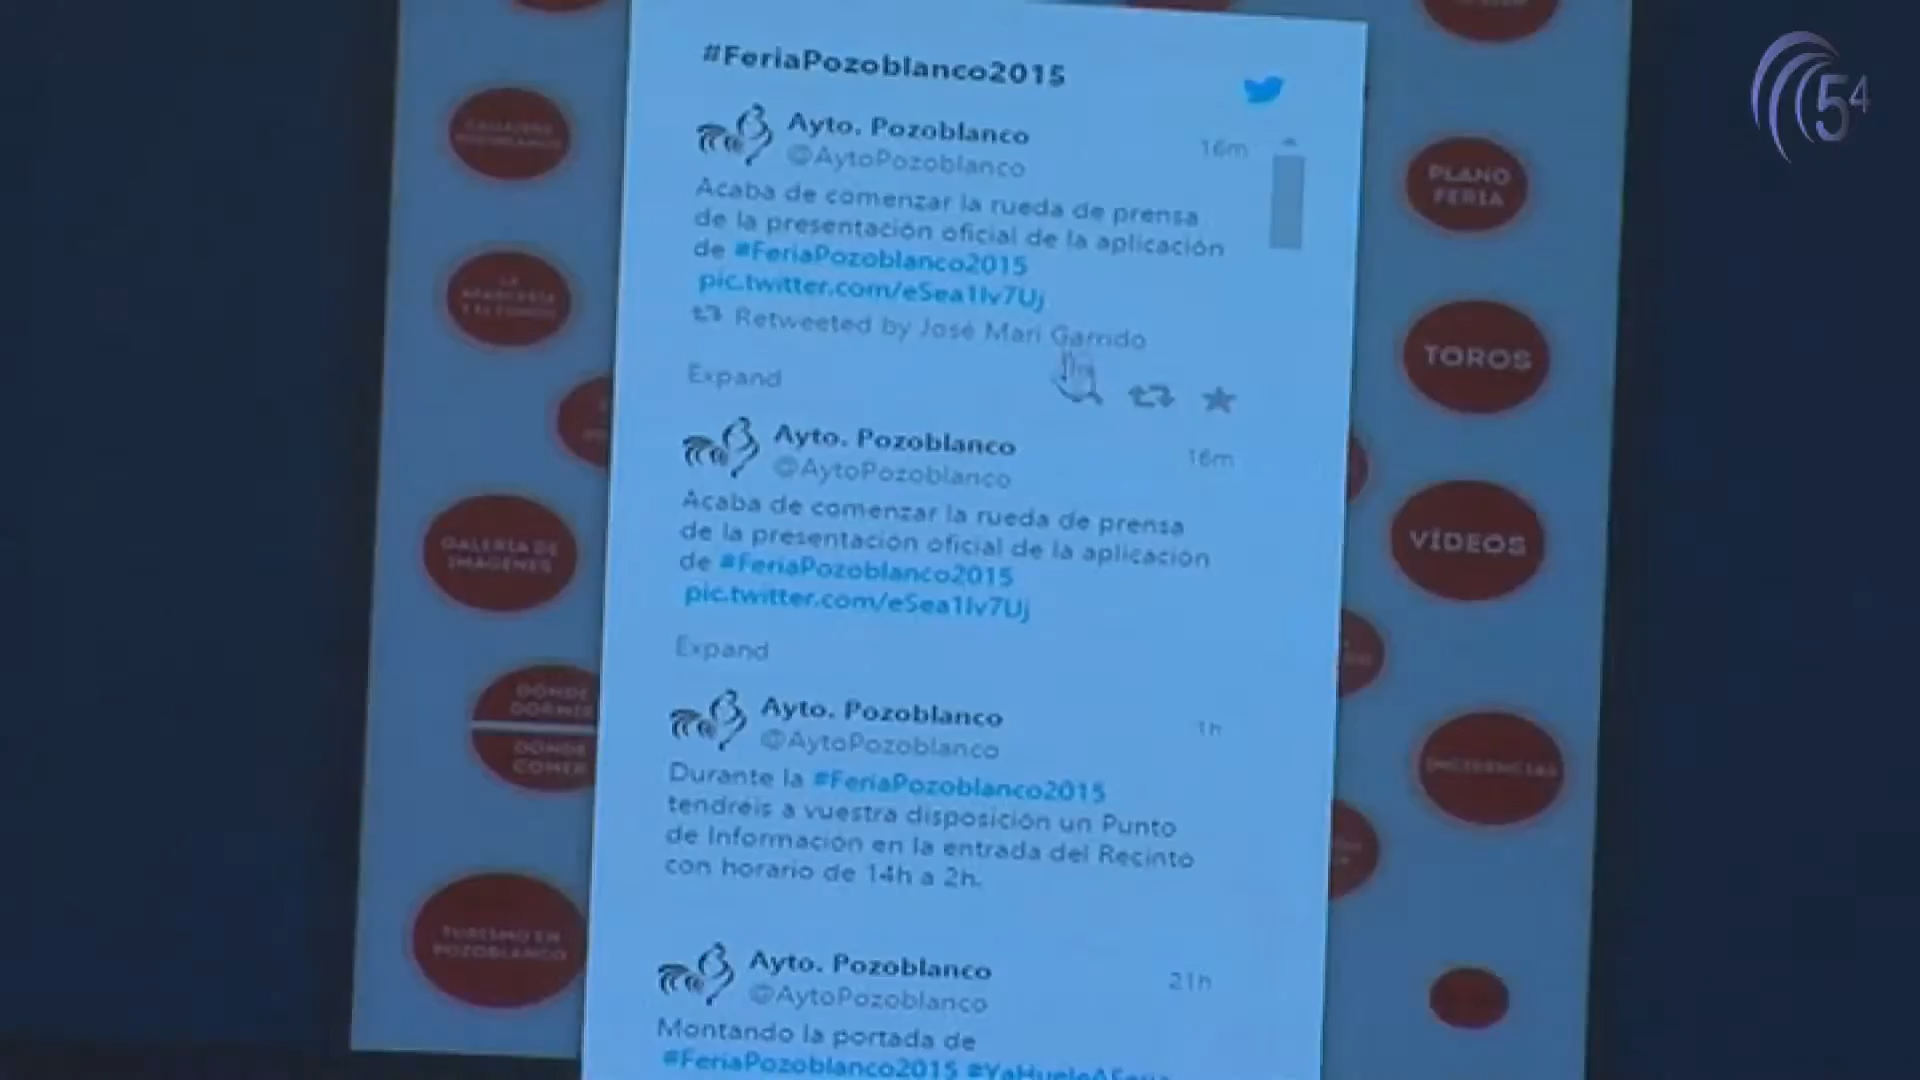 #FeriaPozoblanco2015
54
Ayto. Pozoblanco
@AytoPozoblanco
16m
Acaba de comenzar la rueda de prensa
de la presentación oficial de la aplicación
de #FeriaPozoblanco2015
pic.twitter.com/eSea1Iv7Uj
Retweeted by José Mari Garrido
Expand
Ayto. Pozoblanco
@AytoPozoblanco
16m
Acaba de comenzar la rueda de prensa
de la presentación oficial de la aplicación
de #FeriaPozoblanco2015
pic.twitter.com/eSea1Iv7Uj
Expand
Ayto. Pozoblanco
@AytoPozoblanco
1h
Durante la #FeriaPozoblanco2015
tendréis a vuestra disposición un Punto
de Información en la entrada del Recinto
con horario de 14h a 2h.
Ayto. Pozoblanco
@AytoPozoblanco
21h
Montando la portada de
#FeriaPozoblanco2015 #YaHueleAFeria
GALERÍA DE
IMÁGENES
DÓNDE
DORMIR
DÓNDE
COMER
TURISMO EN
POZOBLANCO
PLANO
FERIA
TOROS
VÍDEOS
INCIDENCIAS